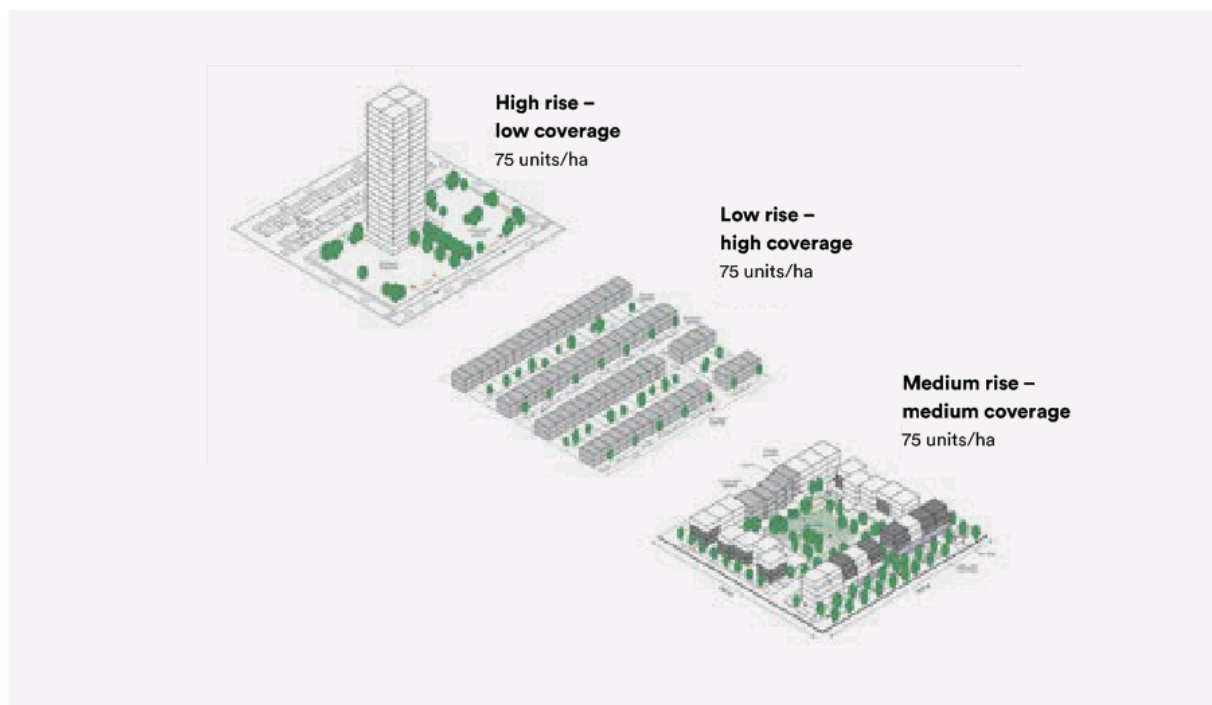 High rise –
low coverage
75 units/ha
Low rise –
high coverage
75 units/ha
Medium rise –
medium coverage
75 units/ha